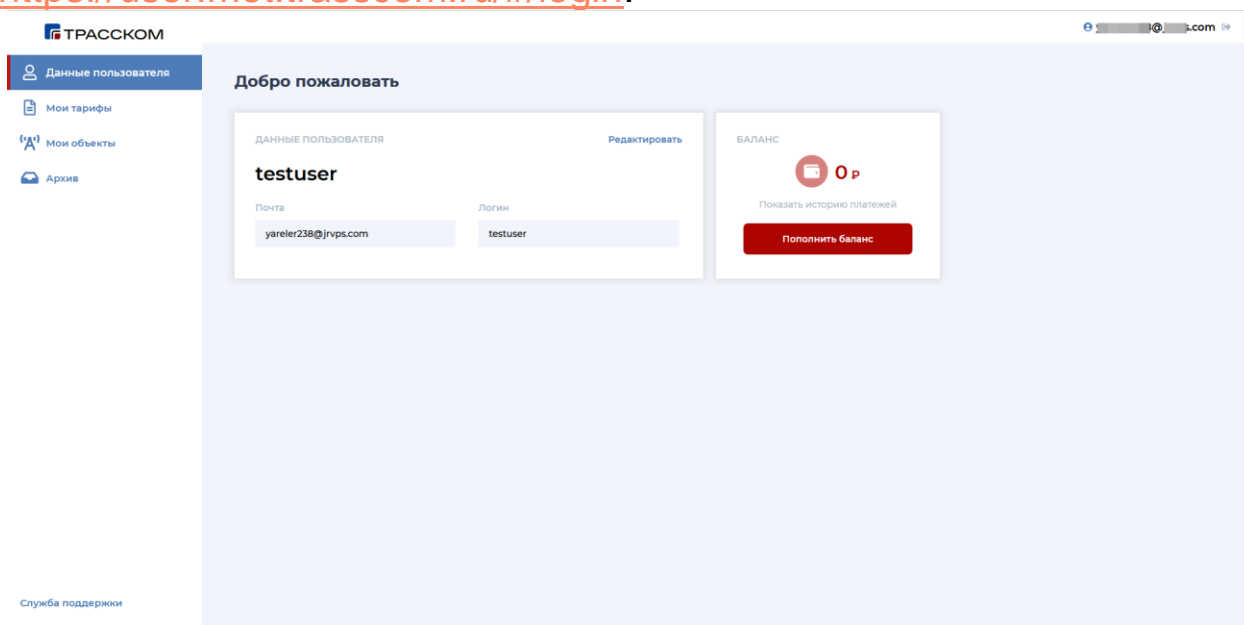 ТРАССКОМ
.com
Данные пользователя
Мои тарифы
Мои объекты
Архив
Служба поддержки
Добро пожаловать
ДАННЫЕ ПОЛЬЗОВАТЕЛЯ
Редактировать
testuser
Почта
Логин
yareler238@jrvps.com
testuser
БАЛАНС
0 ₽
Показать историю платежей
Пополнить баланс